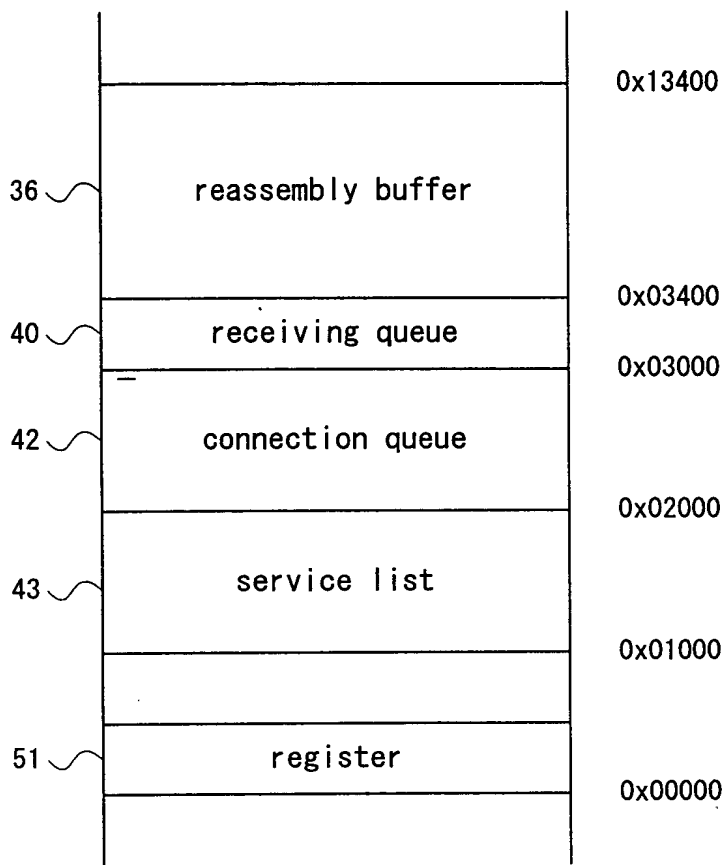 0x13400
36 reassembly buffer
0x03400
40 receiving queue
0x03000
42 connection queue
0x02000
43 service list
0x01000
51 register
0x00000